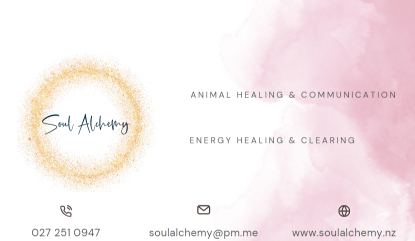 ANIMAL HEALING & COMMUNICATION
Soul Alchemy
ENERGY HEALING & CLEARING
027 251 0947
soulalchemy@pm.me
www.soulalchemy.nz